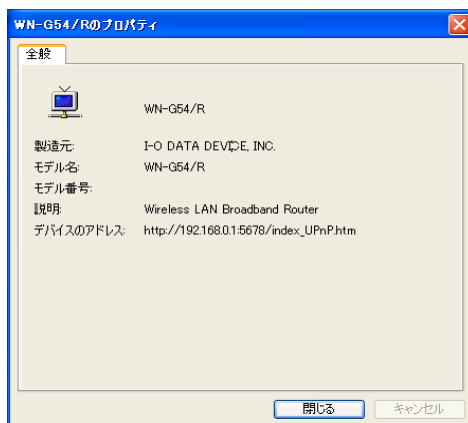 WN-G54/Rのプロパティ
全般
WN-G54/R
製造元: I-O DATA DEVICE, INC.
モデル名: WN-G54/R
モデル番号:
説明: Wireless LAN Broadband Router
デバイスのアドレス: http://192.168.0.1:5678/index_UPnP.htm
閉じる キャンセル